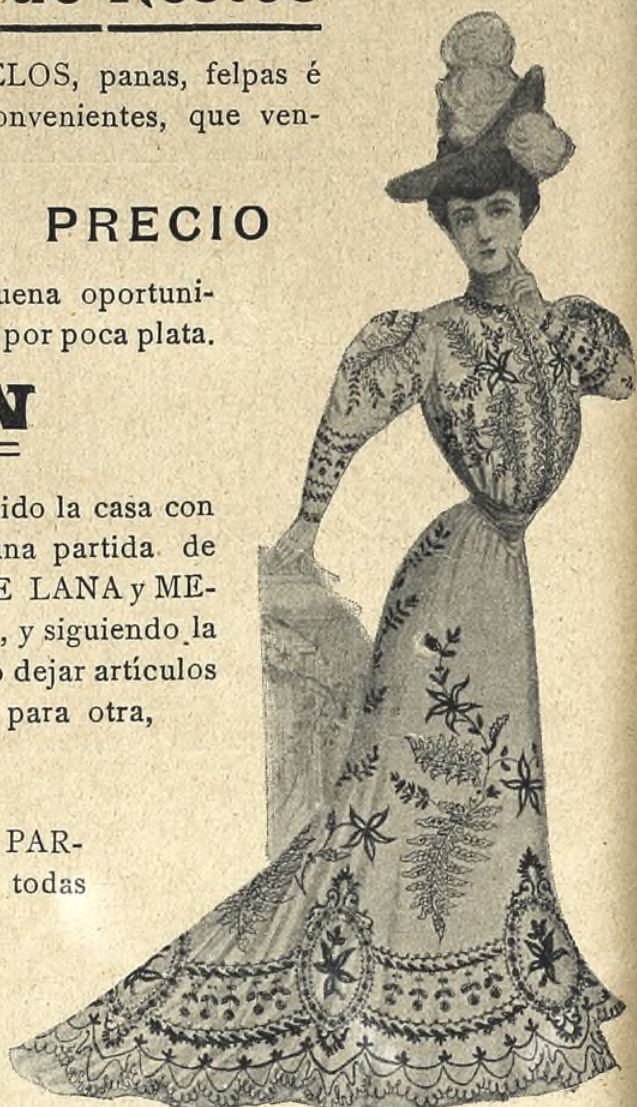 ELOS, panas, felpas é
onvenientes, que ven-
PRECIO
uena oportuni-
por poca plata.
N
ido la casa con
na partida de
E LANA y ME-
, y siguiendo la
o dejar artículos
para otra,
PAR-
todas